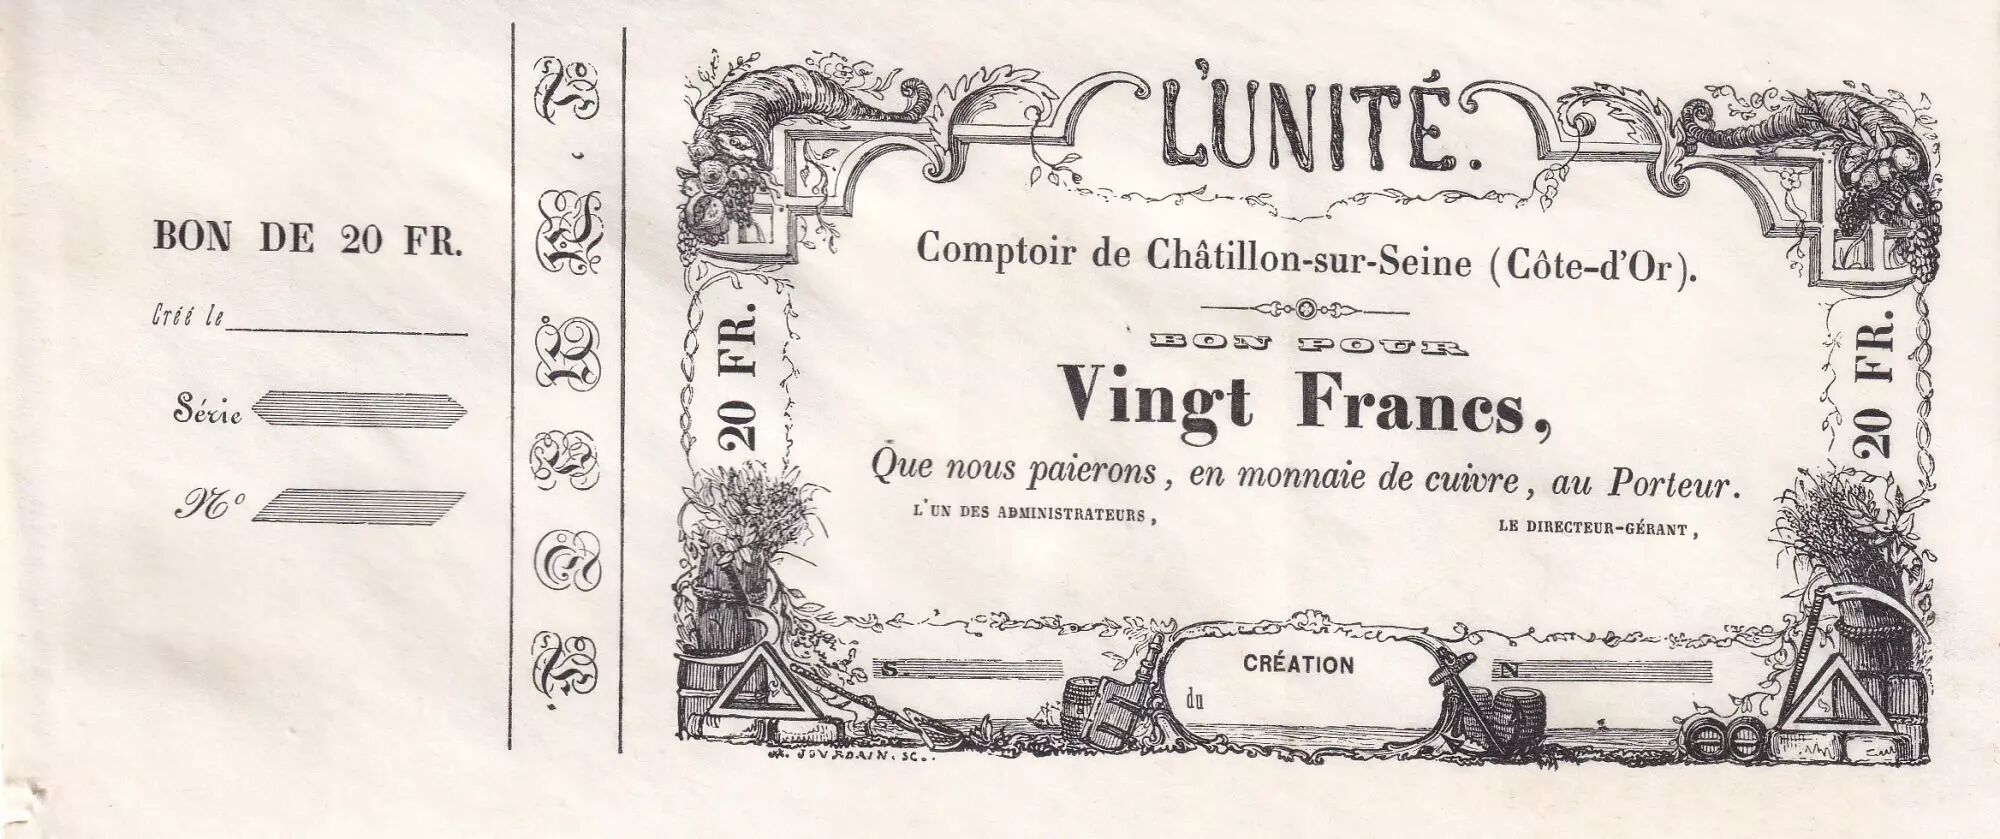 BON DE 20 FR.
Créé le
Série
N°
L'UNITÉ.
Comptoir de Châtillon-sur-Seine (Côte-d'Or).
BON POUR
Vingt Francs,
Que nous paierons, en monnaie de cuivre, au Porteur.
L'UN DES ADMINISTRATEURS,
LE DIRECTEUR-GÉRANT,
20 FR.
20 FR.
S.
CRÉATION
du
N.
JOURDAIN. SC.